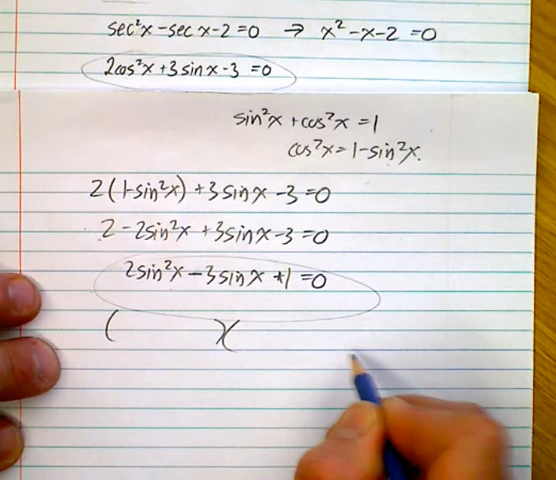 sec²x - sec x - 2 = 0 → x² - x - 2 = 0
2cos²x + 3 sin x - 3 = 0
sin²x + cos²x = 1
cos²x = 1 - sin²x.
2(1-sin²x) + 3 sin x - 3 = 0
2 - 2sin²x + 3sin x - 3 = 0
2sin²x - 3 sin x + 1 = 0
( )(